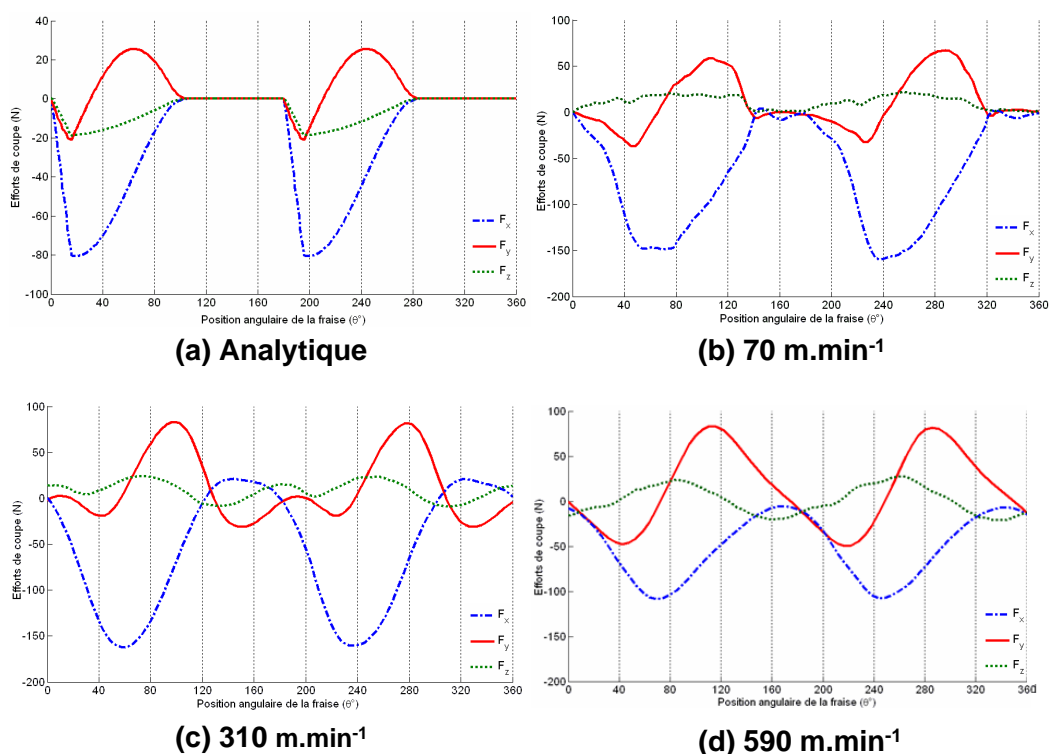 40
20
0
-20
-40
-60
-80
-100
0 40 80 120 160 200 240 280 320 360
Efforts de coupe (N)
Position angulaire de la fraise (θ°)
Fx
Fy
Fz
(a) Analytique
100
50
0
-50
-100
-150
-200
0 40 80 120 160 200 240 280 320 360
Efforts de coupe (N)
Position angulaire de la fraise (θ°)
Fx
Fy
Fz
(b) 70 m.min-1
100
50
0
-50
-100
-150
-200
0 40 80 120 160 200 240 280 320 360
Efforts de coupe (N)
Position angulaire de la fraise (θ°)
Fx
Fy
Fz
(c) 310 m.min-1
100
50
0
-50
-100
-150
-200
0 40 80 120 160 200 240 280 320 360
Efforts de coupe (N)
Position angulaire de la fraise (θ°)
Fx
Fy
Fz
(d) 590 m.min-1